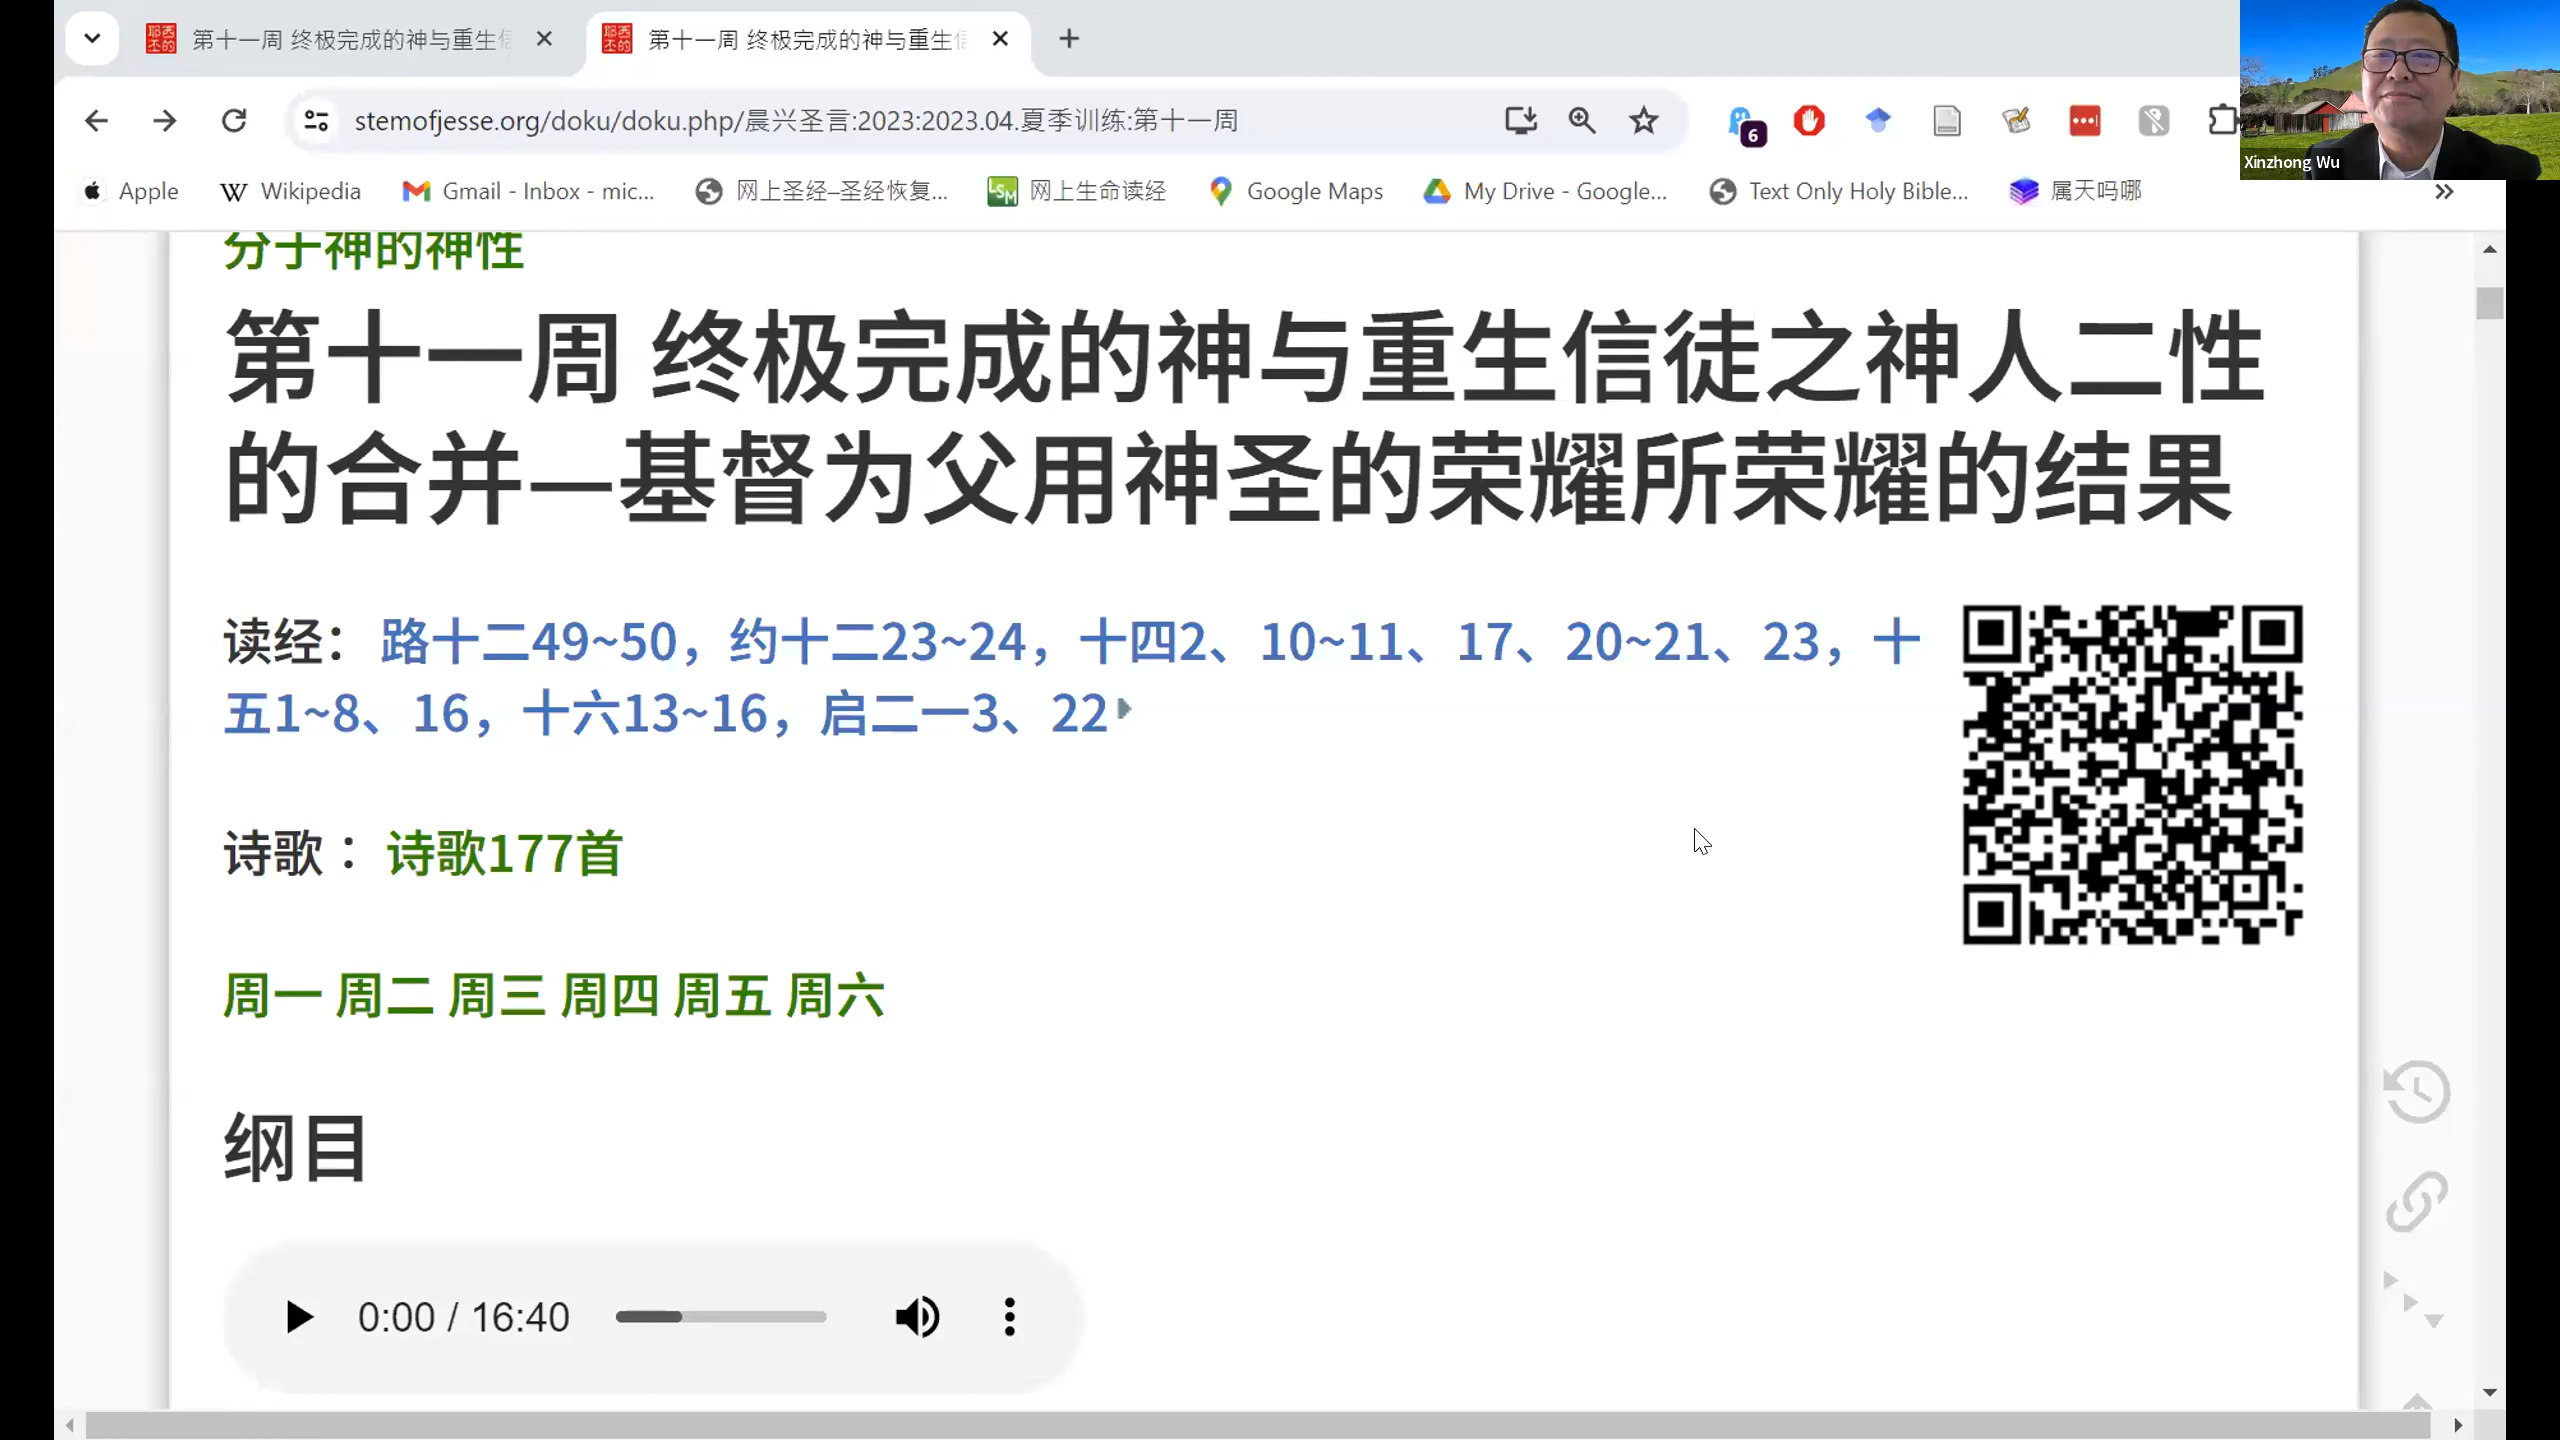 第十一周 终极完成的神与重生信
第十一周 终极完成的神与重生信
stemofjesse.org/doku/doku.php/晨兴圣言:2023:2023.04.夏季训练:第十一周
6
Xinzhong Wu
Apple
Wikipedia
Gmail - Inbox - mic...
网上圣经–圣经恢复...
网上生命读经
Google Maps
My Drive - Google...
Text Only Holy Bible...
属天吗哪
分于神的神性
第十一周 终极完成的神与重生信徒之神人二性
的合并—基督为父用神圣的荣耀所荣耀的结果
读经：路十二49~50，约十二23~24，十四2、10~11、17、20~21、23，十
五1~8、16，十六13~16，启二一3、22
诗歌 ：诗歌177首
周一 周二 周三 周四 周五 周六
纲目
0:00 / 16:40